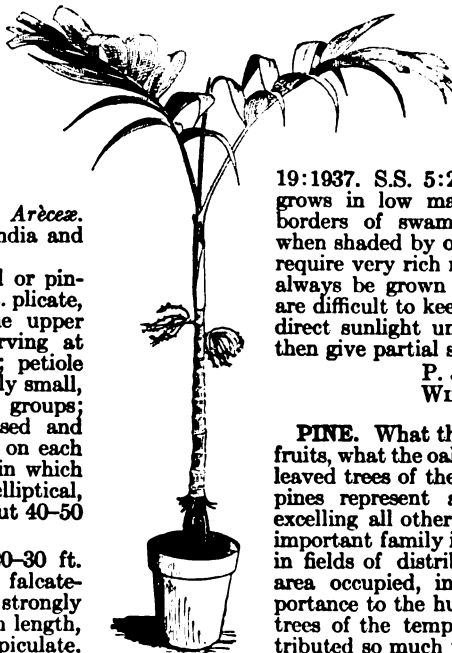 Arèceæ.
ndia and
l or pin-
. plicate,
e upper
rving at
; petiole
ly small,
groups;
sed and
on each
in which
elliptical,
ut 40-50
0-30 ft.
falcate-
strongly
n length,
piculate.
19:1937. S.S. 5:2
grows in low ma
borders of swam
when shaded by o
require very rich
always be grown
are difficult to kee
direct sunlight un
then give partial s
P.
WI
PINE. What th
fruits, what the oa
leaved trees of the
pines represent a
excelling all other
important family i
in fields of distrib
area occupied, in
portance to the hu
trees of the temp
tributed so much